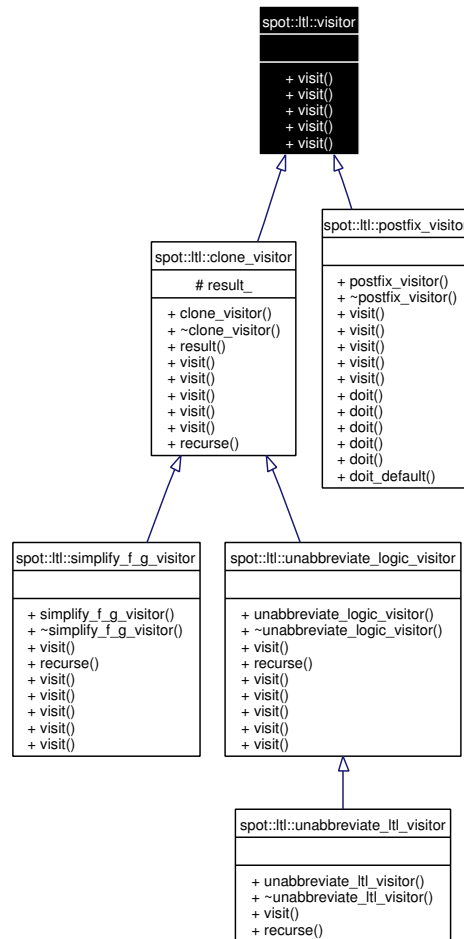 spot::ltl::visitor
+ visit()
+ visit()
+ visit()
+ visit()
+ visit()
spot::ltl::postfix_visitor
+ postfix_visitor()
+ ~postfix_visitor()
+ visit()
+ visit()
+ visit()
+ visit()
+ visit()
+ doit()
+ doit()
+ doit()
+ doit()
+ doit()
+ doit_default()
spot::ltl::clone_visitor
# result_
+ clone_visitor()
+ ~clone_visitor()
+ result()
+ visit()
+ visit()
+ visit()
+ visit()
+ visit()
+ recurse()
spot::ltl::simplify_f_g_visitor
+ simplify_f_g_visitor()
+ ~simplify_f_g_visitor()
+ visit()
+ recurse()
+ visit()
+ visit()
+ visit()
+ visit()
+ visit()
spot::ltl::unabbreviate_logic_visitor
+ unabbreviate_logic_visitor()
+ ~unabbreviate_logic_visitor()
+ visit()
+ recurse()
+ visit()
+ visit()
+ visit()
+ visit()
+ visit()
spot::ltl::unabbreviate_ltl_visitor
+ unabbreviate_ltl_visitor()
+ ~unabbreviate_ltl_visitor()
+ visit()
+ recurse()